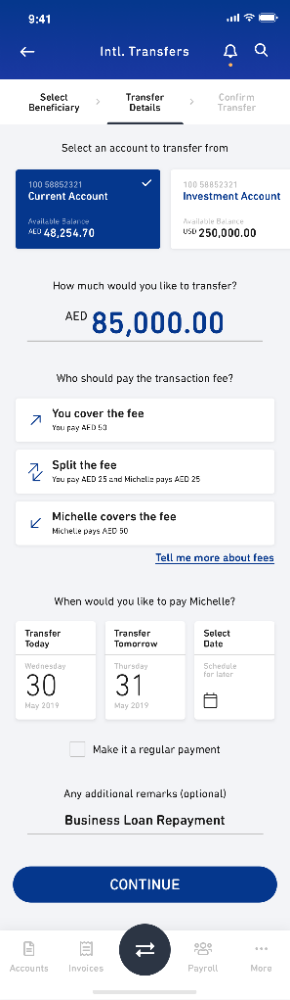 9:41
Intl. Transfers
Select
Beneficiary
Transfer
Details
Confirm
Transfer
Select an account to transfer from
100 58852321
Current Account
Available Balance
AED 48,254.70
100 58852321
Investment Account
Available Balance
USD 250,000.00
How much would you like to transfer?
AED 85,000.00
Who should pay the transaction fee?
You cover the fee
You pay AED 50
Split the fee
You pay AED 25 and Michelle pays AED 25
Michelle covers the fee
Michelle pays AED 50
Tell me more about fees
When would you like to pay Michelle?
Transfer
Today
Wednesday
30
May 2019
Transfer
Tomorrow
Thursday
31
May 2019
Select
Date
Schedule
for later
Make it a regular payment
Any additional remarks (optional)
Business Loan Repayment
CONTINUE
Accounts
Invoices
Payroll
More